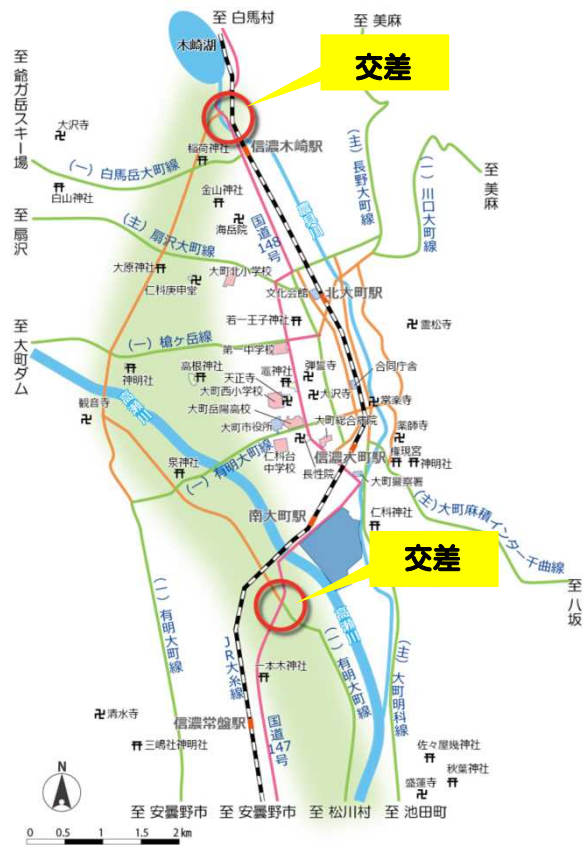 至 白馬村
木崎湖
交差
至 美麻
至 爺ガ岳スキー場
大沢寺
稲荷神社
信濃木崎駅
(一)白馬岳大町線
白山神社
金山神社
海岳院
国道148号
(主)長野大町線
(一)川口大町線
至 美麻
至 扇沢
(主)扇沢大町線
大原神社
仁科庚申堂
大町北小学校
文化会館
北大町駅
若一王子神社
霊松寺
至 大町ダム
(一)槍ヶ岳線
第一中学校
神明社
高根神社
天正寺
竈神社
弾誓寺
合同庁舎
大町西小学校
大沢寺
常楽寺
観音寺
高瀬川
大町岳陽高校
大町市役所
大町総合病院
薬師寺
仁科台
中学校
長性院
信濃大町駅
権現宮
神明社
泉神社
(一)有明大町線
大町警察署
南大町駅
仁科神社
(主)大町麻積インター千曲線
交差
至 八坂
(一)有明大町線
JR大糸線
高瀬川
(一)有明大町線
(主)大町明科線
一本木神社
清水寺
信濃常盤駅
国道147号
三嶋社神明社
佐々屋幾神社
秋葉神社
盛蓮寺
N
至 安曇野市
至 安曇野市
至 松川村
至 池田町
0 0.5 1 1.5 2㎞